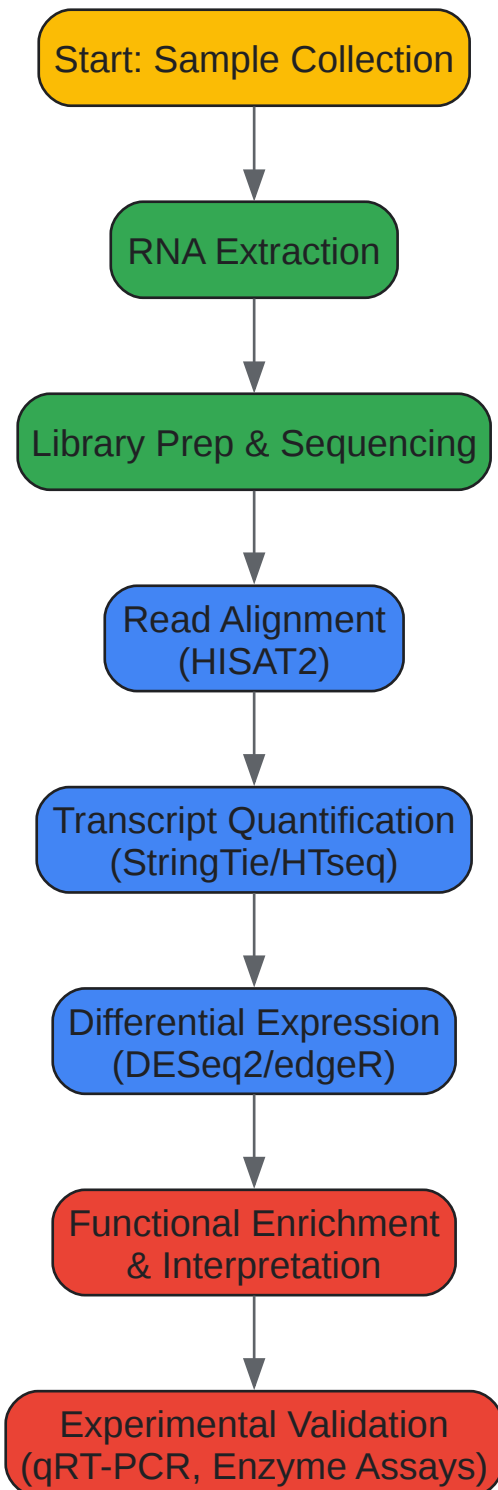 Start: Sample Collection
RNA Extraction
Library Prep & Sequencing
Read Alignment
(HISAT2)
Transcript Quantification
(StringTie/HTseq)
Differential Expression
(DESeq2/edgeR)
Functional Enrichment
& Interpretation
Experimental Validation
(qRT-PCR, Enzyme Assays)